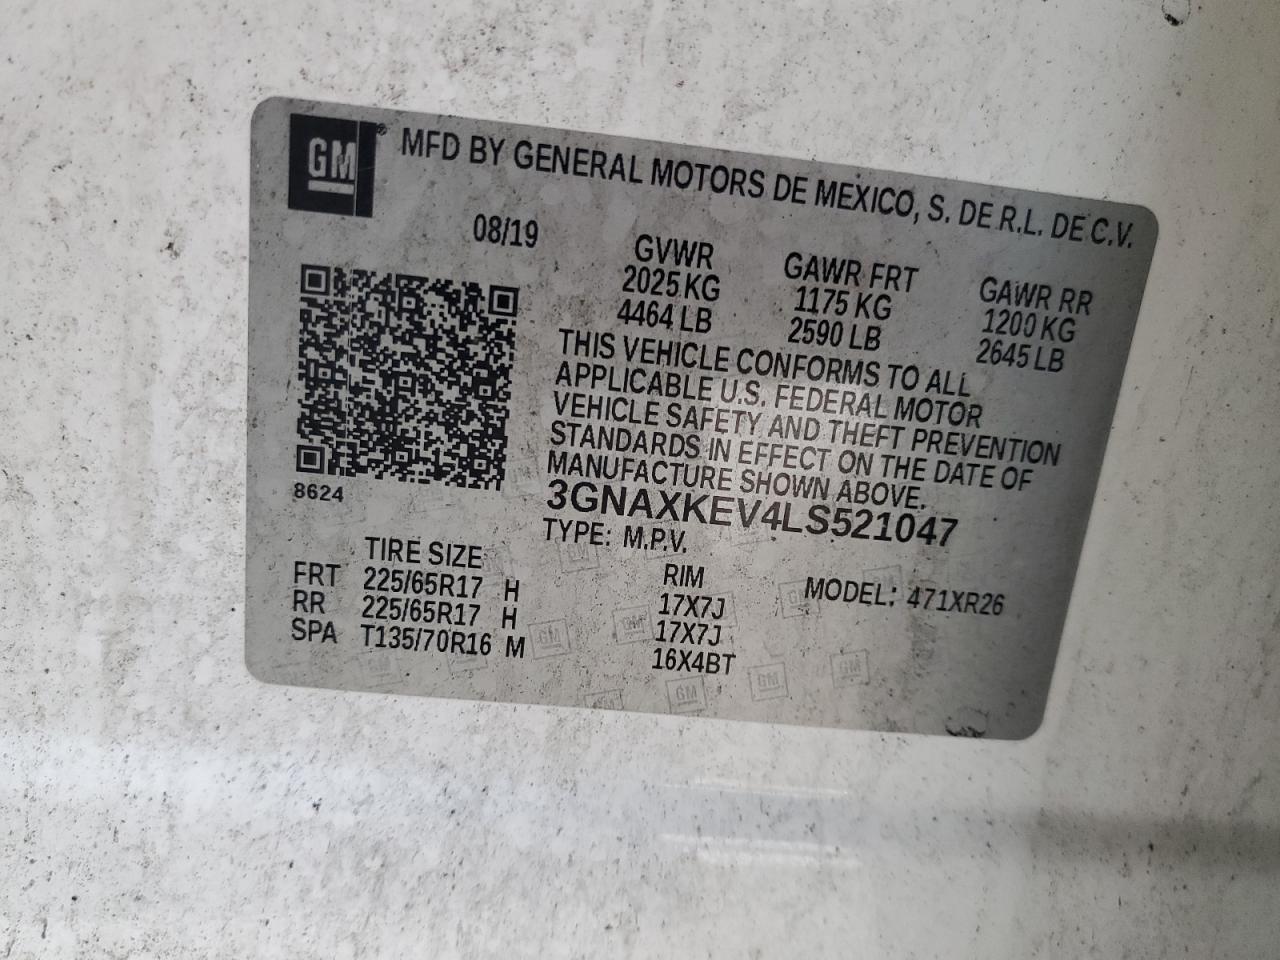 GM® MFD BY GENERAL MOTORS DE MEXICO, S. DE R.L. DE C.V.
08/19
GVWR GAWR FRT GAWR RR
2025 KG 1175 KG 1200 KG
4464 LB 2590 LB 2645 LB
THIS VEHICLE CONFORMS TO ALL
APPLICABLE U.S. FEDERAL MOTOR
VEHICLE SAFETY AND THEFT PREVENTION
STANDARDS IN EFFECT ON THE DATE OF
MANUFACTURE SHOWN ABOVE.
8624
3GNAXKEV4LS521047
TYPE: M.P.V.
MODEL: 471XR26
TIRE SIZE RIM
FRT 225/65R17 H 17X7J
RR 225/65R17 H 17X7J
SPA T135/70R16 M 16X4BT